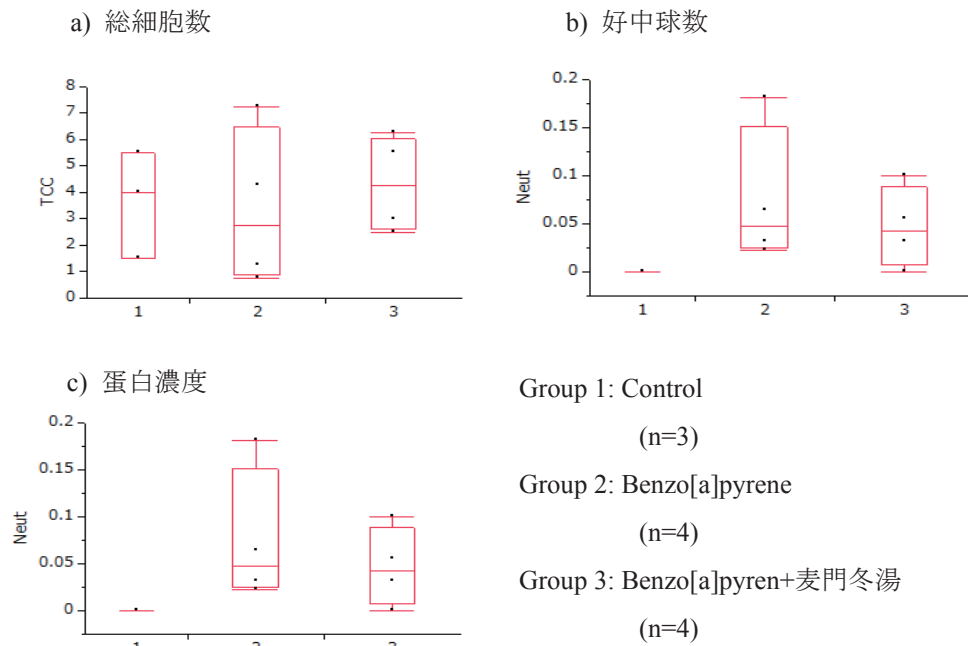 a) 総細胞数
8
7
6
5
4
3
2
1
0
TCC
1 2 3
b) 好中球数
0.2
0.15
0.1
0.05
0
Neut
1 2 3
c) 蛋白濃度
0.2
0.15
0.1
0.05
0
Neut
1 2 3
Group 1: Control
(n=3)
Group 2: Benzo[a]pyrene
(n=4)
Group 3: Benzo[a]pyren+麦門冬湯
(n=4)